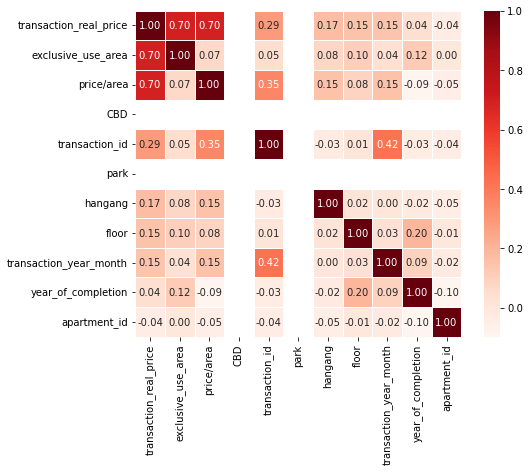 transaction_real_price 1.00 0.70 0.70 0.29 0.17 0.15 0.15 0.04 -0.04
exclusive_use_area 0.70 1.00 0.07 0.05 0.08 0.10 0.04 0.12 0.00
price/area 0.70 0.07 1.00 0.35 0.15 0.08 0.15 -0.09 -0.05
CBD
transaction_id 0.29 0.05 0.35 1.00 -0.03 0.01 0.42 -0.03 -0.04
park
hangang 0.17 0.08 0.15 -0.03 1.00 0.02 0.00 -0.02 -0.05
floor 0.15 0.10 0.08 0.01 0.02 1.00 0.03 0.20 -0.01
transaction_year_month 0.15 0.04 0.15 0.42 0.00 0.03 1.00 0.09 -0.02
year_of_completion 0.04 0.12 -0.09 -0.03 -0.02 0.20 0.09 1.00 -0.10
apartment_id -0.04 0.00 -0.05 -0.04 -0.05 -0.01 -0.02 -0.10 1.00
transaction_real_price
exclusive_use_area
price/area
CBD
transaction_id
park
hangang
floor
transaction_year_month
year_of_completion
apartment_id
1.0
0.8
0.6
0.4
0.2
0.0